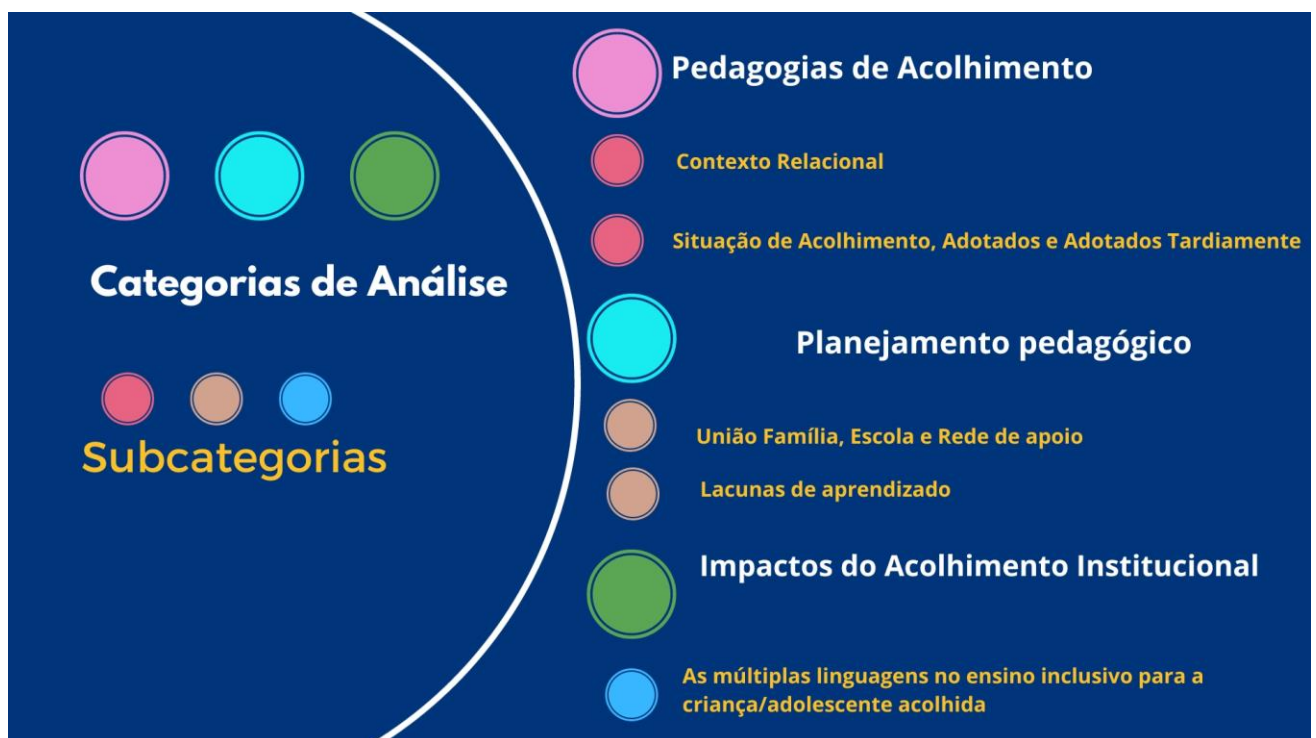 Categorias de Análise
Subcategorias
Pedagogias de Acolhimento
Contexto Relacional
Situação de Acolhimento, Adotados e Adotados Tardiamente
Planejamento pedagógico
União Família, Escola e Rede de apoio
Lacunas de aprendizado
Impactos do Acolhimento Institucional
As múltiplas linguagens no ensino inclusivo para a
criança/adolescente acolhida